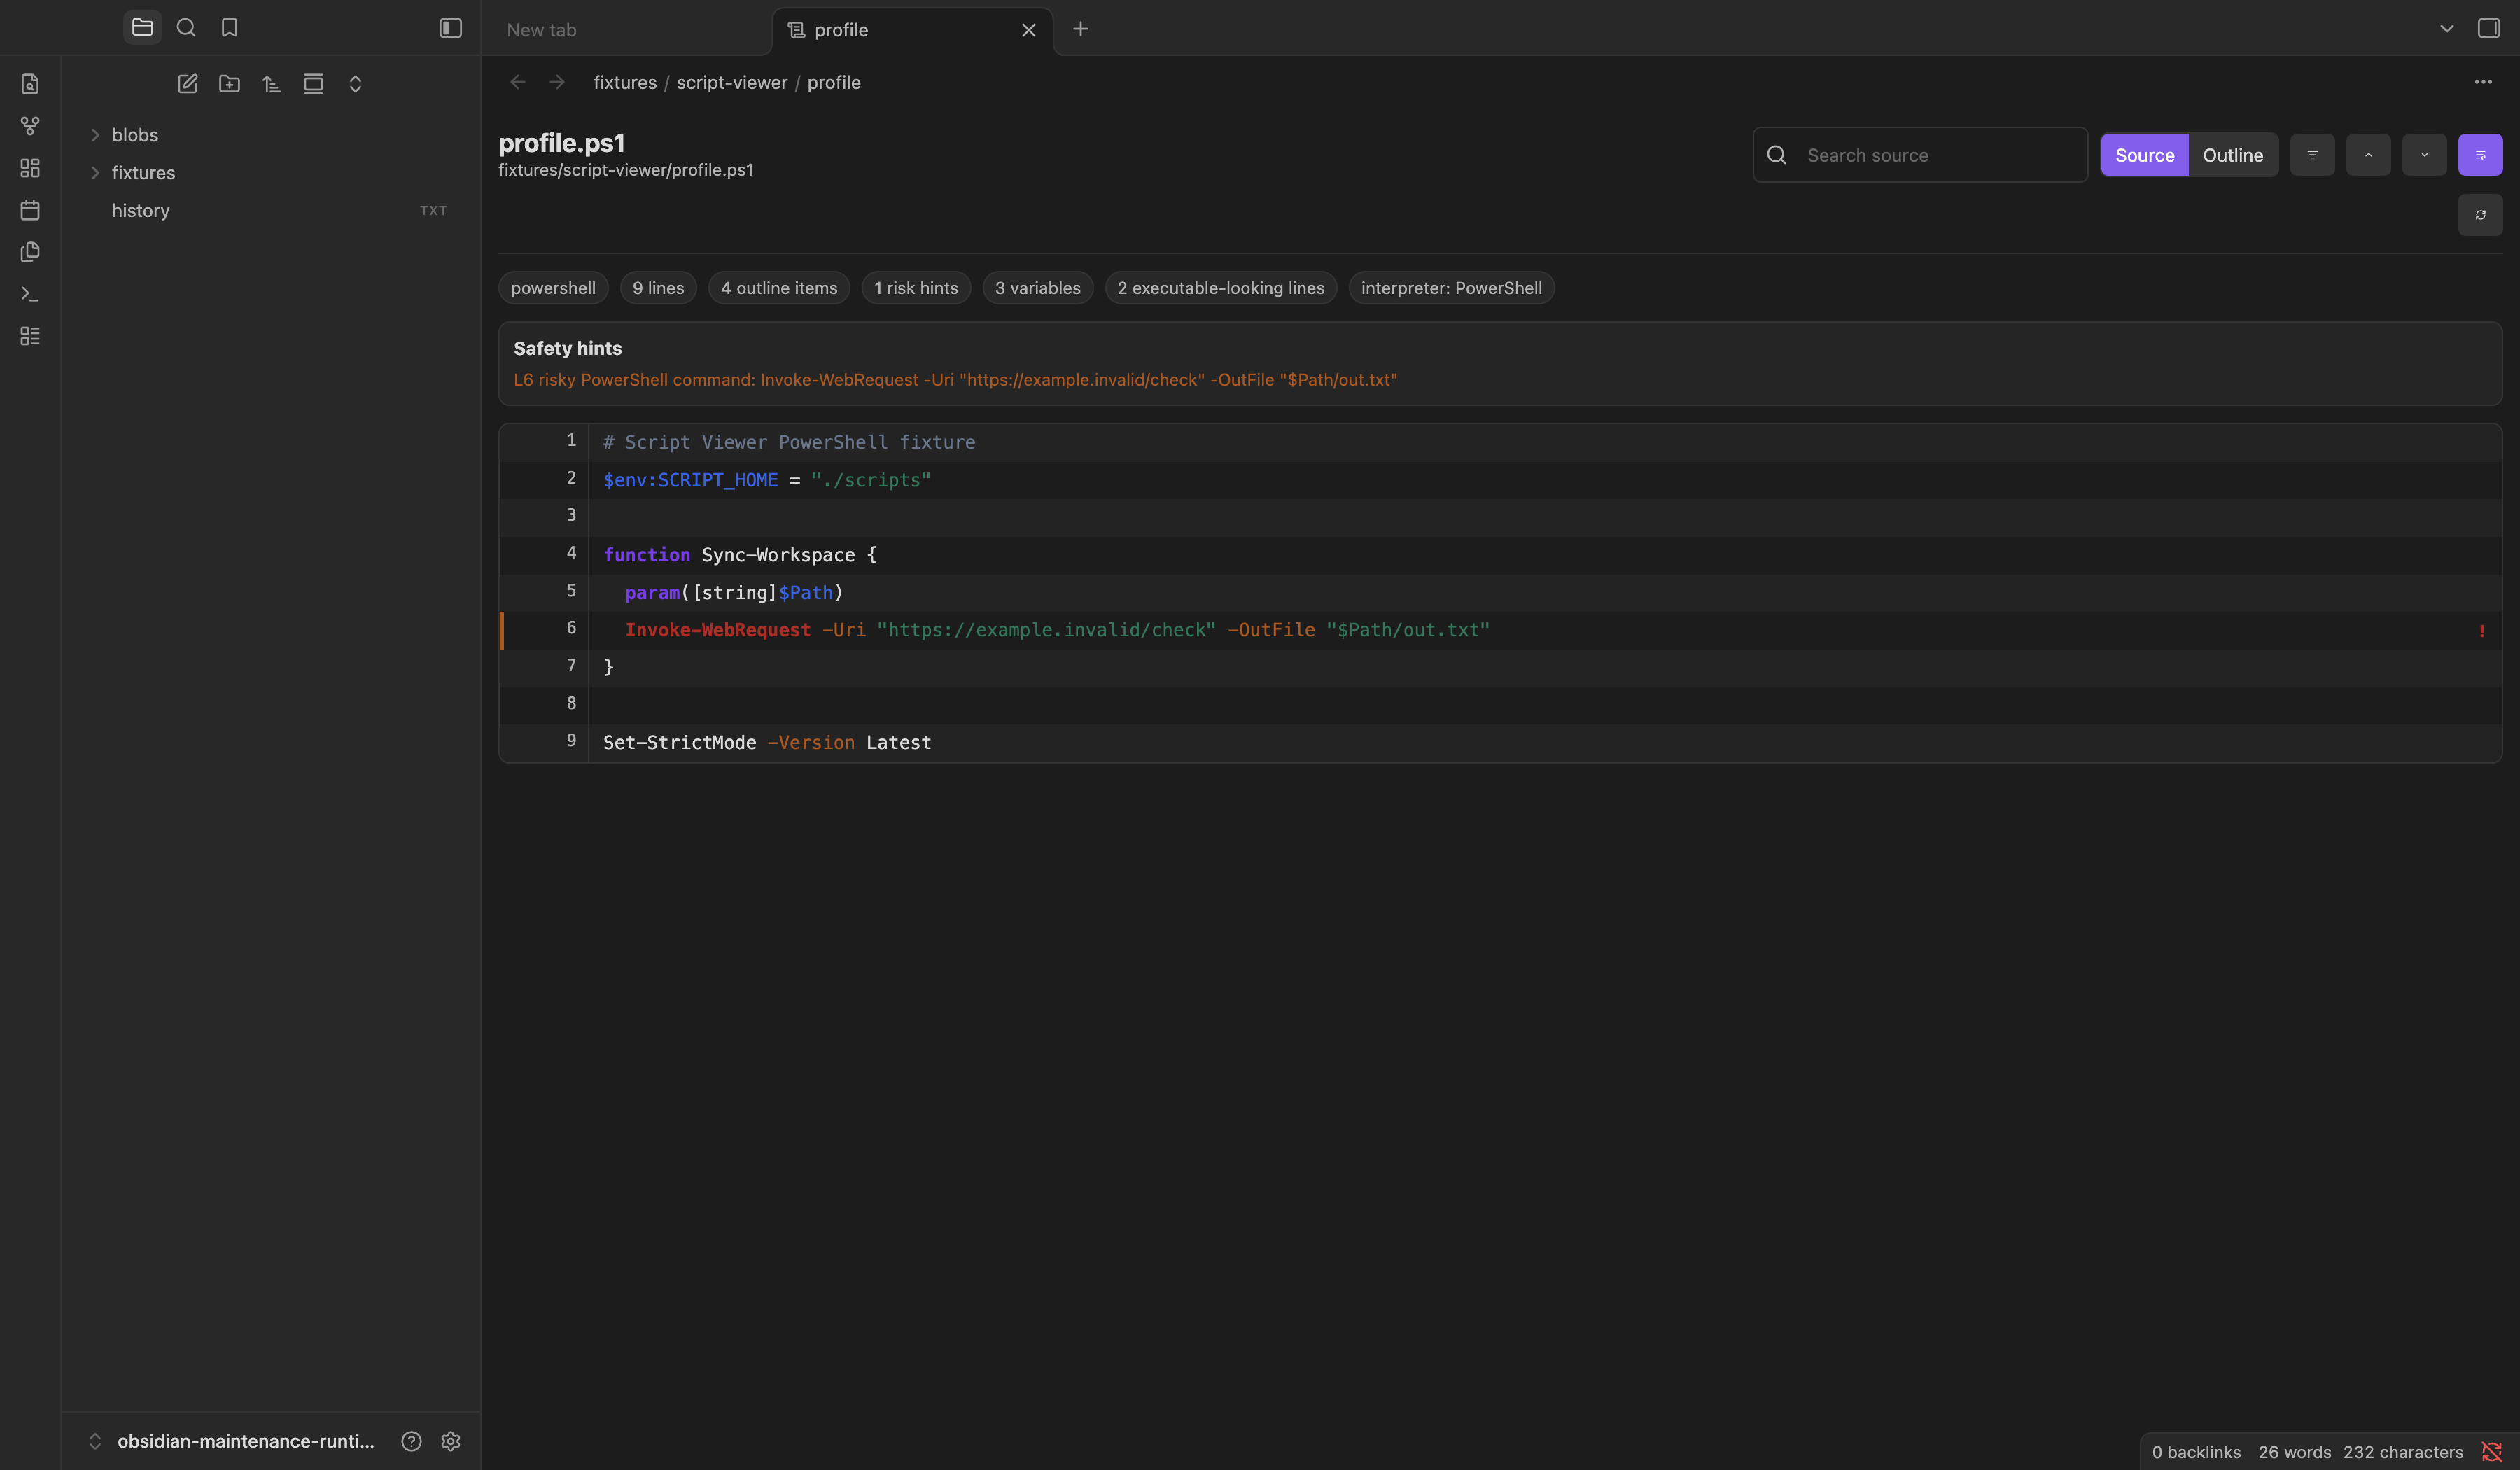 New tab
profile
fixtures / script-viewer / profile
blobs
fixtures
history TXT
profile.ps1
fixtures/script-viewer/profile.ps1
Search source
Source Outline
powershell 9 lines 4 outline items 1 risk hints 3 variables 2 executable-looking lines interpreter: PowerShell
Safety hints
L6 risky PowerShell command: Invoke-WebRequest -Uri "https://example.invalid/check" -OutFile "$Path/out.txt"
1 # Script Viewer PowerShell fixture
2 $env:SCRIPT_HOME = "./scripts"
3
4 function Sync-Workspace {
5 param([string]$Path)
6 Invoke-WebRequest -Uri "https://example.invalid/check" -OutFile "$Path/out.txt" !
7 }
8
9 Set-StrictMode -Version Latest
obsidian-maintenance-runti...
0 backlinks 26 words 232 characters